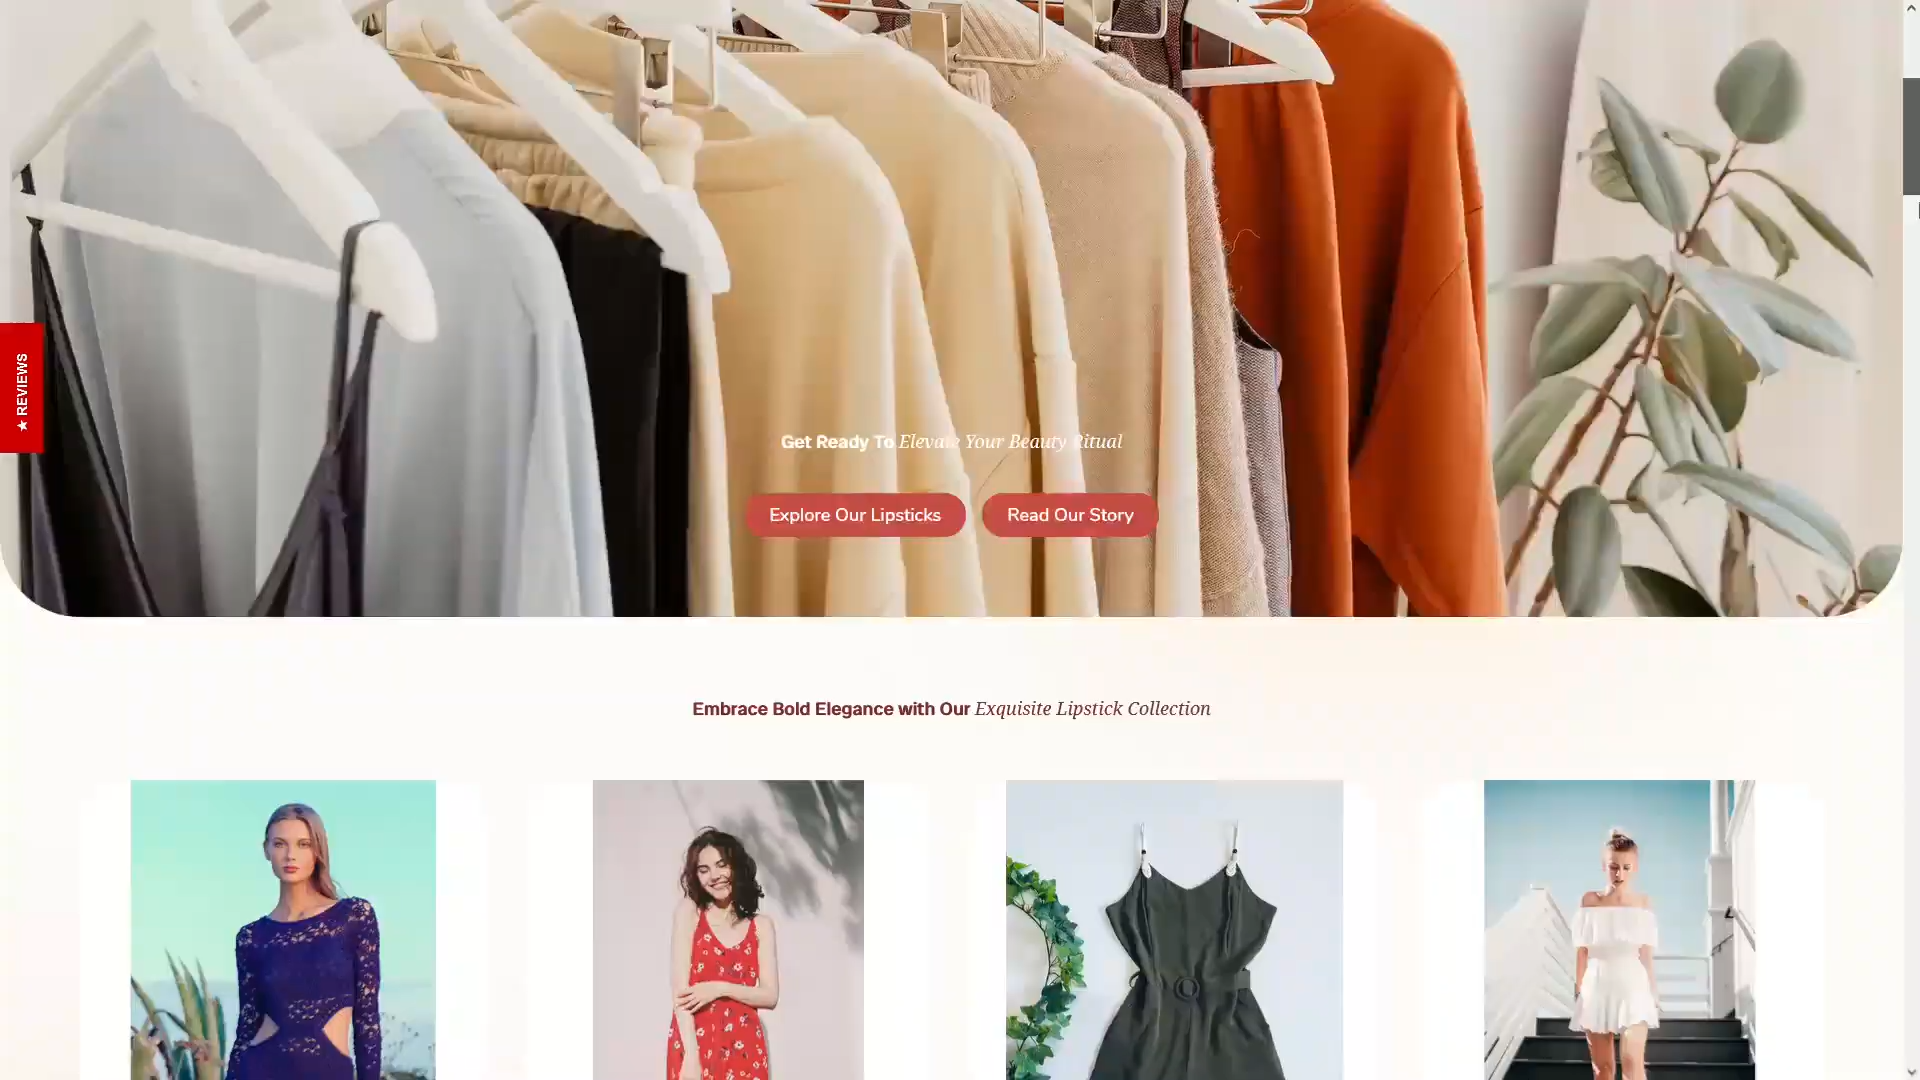 ★ REVIEWS
Get Ready To Elevate Your Beauty Ritual
Explore Our Lipsticks
Read Our Story
Embrace Bold Elegance with Our Exquisite Lipstick Collection